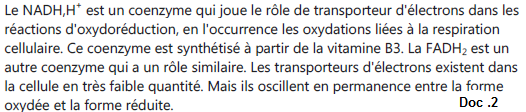 Le NADH,H⁺ est un coenzyme qui joue le rôle de transporteur d'électrons dans les
réactions d'oxydoréduction, en l'occurrence les oxydations liées à la respiration
cellulaire. Ce coenzyme est synthétisé à partir de la vitamine B3. La FADH₂ est un
autre coenzyme qui a un rôle similaire. Les transporteurs d'électrons existent dans
la cellule en très faible quantité. Mais ils oscillent en permanence entre la forme
oxydée et la forme réduite. Doc .2